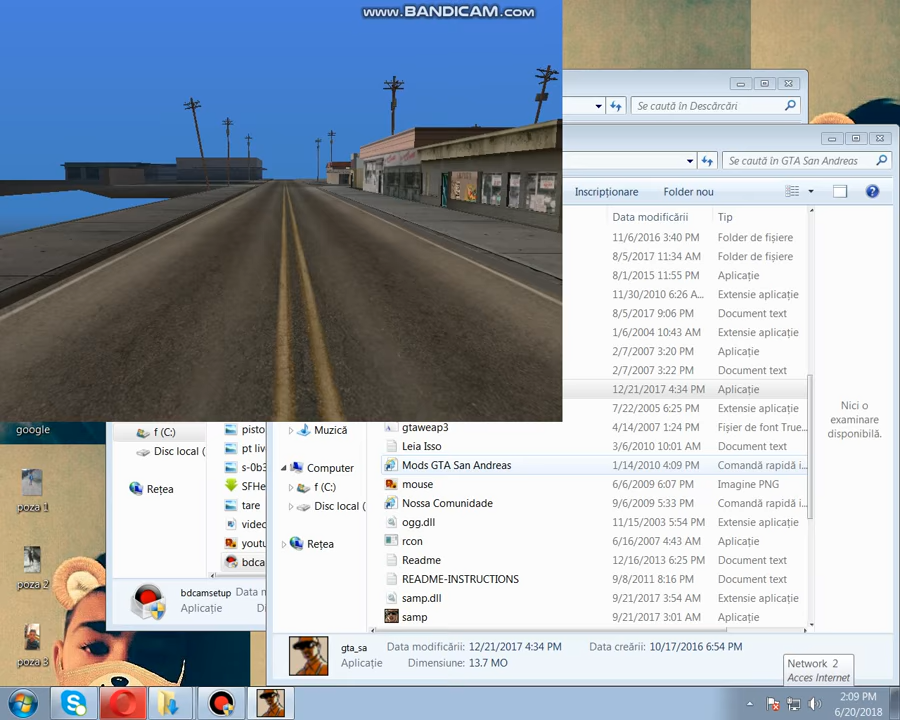 www.BANDICAM.com
Se caută în Descărcări
Se caută în GTA San Andreas
Inscripționare
Folder nou
Data modificării
Tip
11/6/2016 3:40 PM
Folder de fișiere
8/5/2017 11:34 AM
Folder de fișiere
8/1/2015 11:55 PM
Aplicație
11/30/2010 6:26 A...
Extensie aplicație
8/5/2017 9:06 PM
Document text
1/6/2004 10:43 AM
Extensie aplicație
2/7/2007 3:20 PM
Aplicație
2/7/2007 3:22 PM
Document text
12/21/2017 4:34 PM
Aplicație
7/22/2005 6:25 PM
Extensie aplicație
gtaweap3
4/14/2007 1:24 PM
Fișier de font True...
Leia Isso
3/6/2010 10:01 AM
Document text
Mods GTA San Andreas
1/14/2010 4:09 PM
Comandă rapidă i...
mouse
6/6/2009 6:07 PM
Imagine PNG
Nossa Comunidade
9/6/2009 5:33 PM
Comandă rapidă i...
ogg.dll
11/15/2003 5:54 PM
Extensie aplicație
rcon
6/16/2007 4:43 AM
Aplicație
Readme
12/16/2013 6:25 PM
Document text
README-INSTRUCTIONS
9/8/2011 8:16 PM
Document text
samp.dll
9/21/2017 3:54 AM
Extensie aplicație
samp
9/21/2017 3:01 AM
Aplicație
Nici o
examinare
disponibilă.
Muzică
Computer
f (C:)
Disc local (
Rețea
f (C:)
Disc local (
Rețea
pisto
pt liv
s-0b3
SFHe
tare
video
youtu
bdca
bdcamsetup
Data m
Aplicație
D
gta_sa
Data modificării: 12/21/2017 4:34 PM
Data creării: 10/17/2016 6:54 PM
Aplicație
Dimensiune: 13.7 MO
google
poza 1
poza 2
poza 3
Network 2
Acces Internet
2:09 PM
6/20/2018